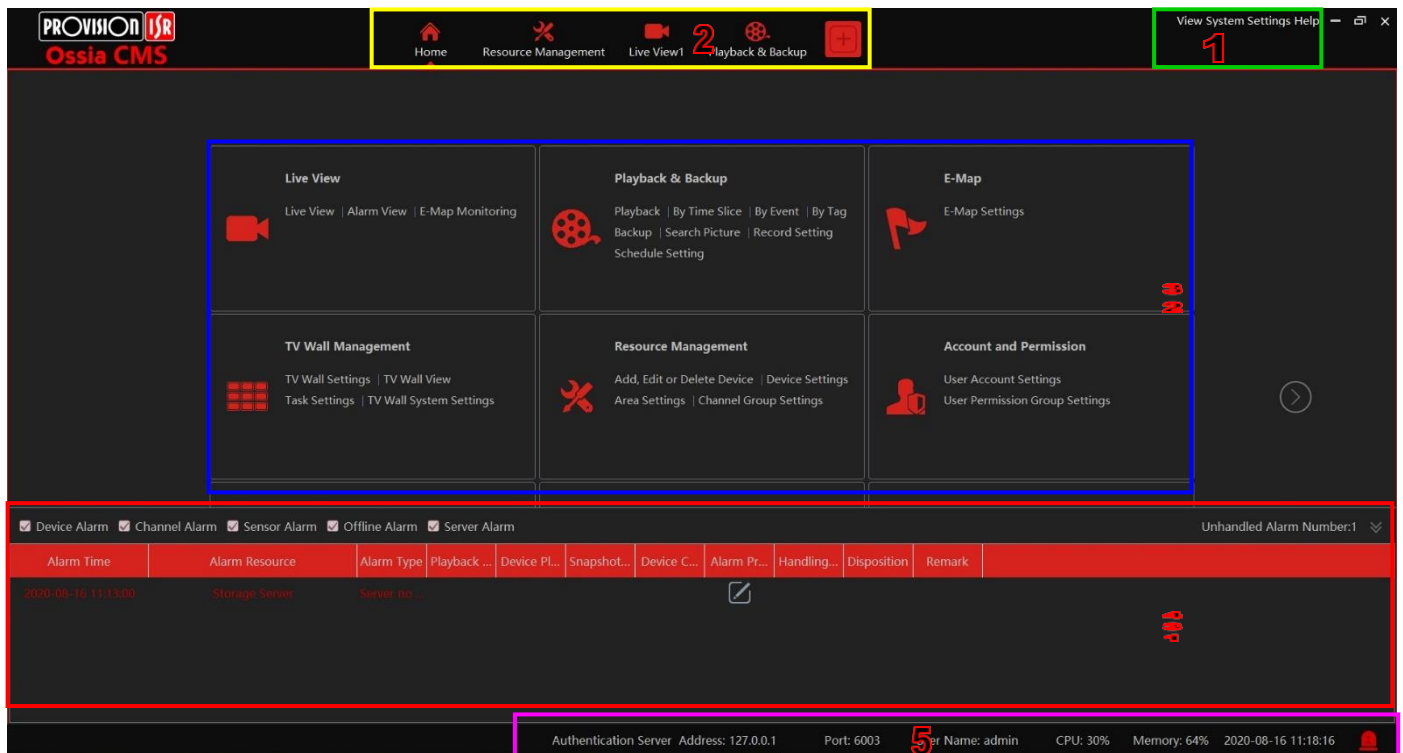 PROVISION ISR
Ossia CMS
Home Resource Management Live View1 Playback & Backup
2
View System Settings Help
1
Live View
Live View | Alarm View | E-Map Monitoring
Playback & Backup
Playback | By Time Slice | By Event | By Tag
Backup | Search Picture | Record Setting
Schedule Setting
E-Map
E-Map Settings
TV Wall Management
TV Wall Settings | TV Wall View
Task Settings | TV Wall System Settings
Resource Management
Add, Edit or Delete Device | Device Settings
Area Settings | Channel Group Settings
Account and Permission
User Account Settings
User Permission Group Settings
Device Alarm Channel Alarm Sensor Alarm Offline Alarm Server Alarm Unhandled Alarm Number:1
Alarm Time Alarm Resource Alarm Type Playback ... Device Pl... Snapshot... Device C... Alarm Pr... Handling... Disposition Remark
2020-08-16 11:13:00 Storage Server Server no ...
Authentication Server Address: 127.0.0.1 Port: 6003 5 Name: admin CPU: 30% Memory: 64% 2020-08-16 11:18:16